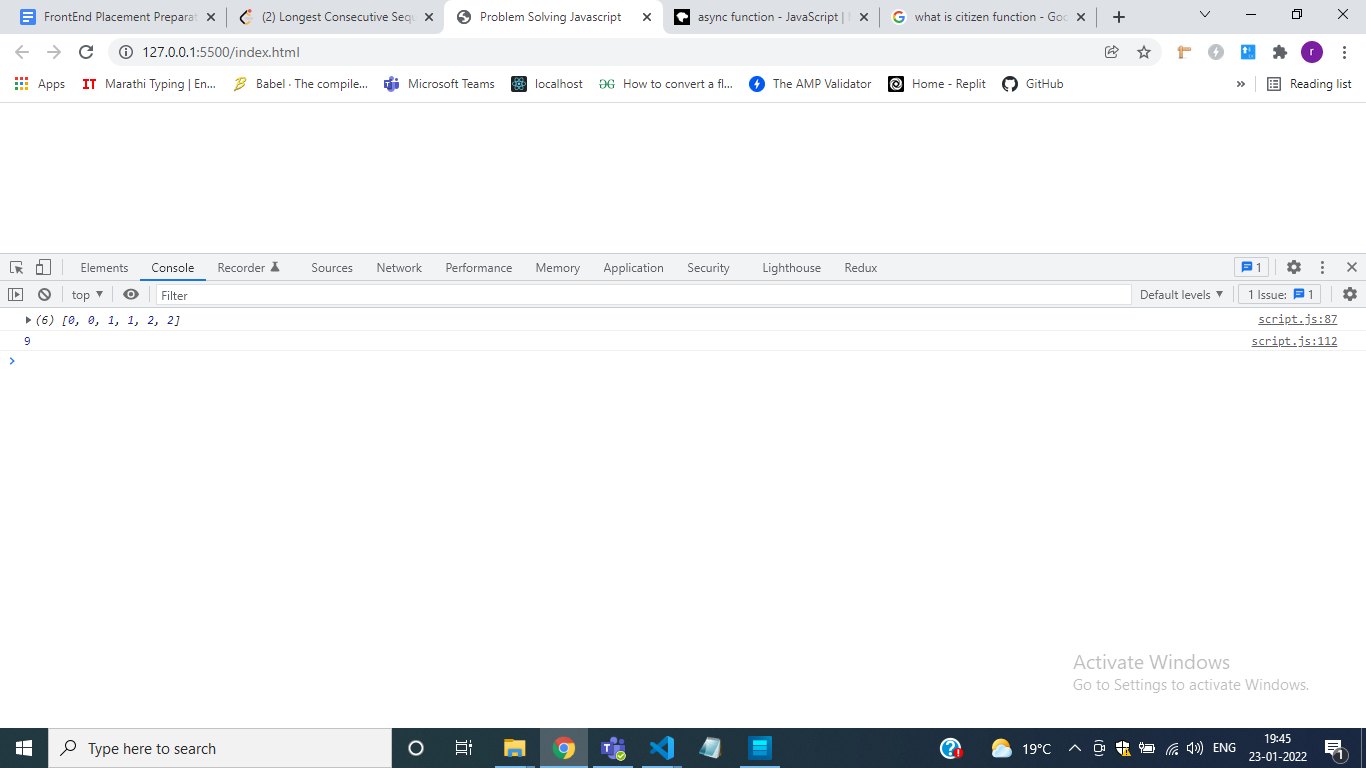 FrontEnd Placement Preparat
(2) Longest Consecutive Sequ
Problem Solving Javascript
async function - JavaScript |
what is citizen function - Goo
127.0.0.1:5500/index.html
r
Apps
IT Marathi Typing | En...
Babel · The compile...
Microsoft Teams
localhost
How to convert a fl...
The AMP Validator
Home - Replit
GitHub
»
Reading list
Elements
Console
Recorder
Sources
Network
Performance
Memory
Application
Security
Lighthouse
Redux
1
top
Filter
Default levels
1 Issue: 1
(6) [0, 0, 1, 1, 2, 2]
script.js:87
9
script.js:112
Activate Windows
Go to Settings to activate Windows.
Type here to search
19°C
ENG
19:45
23-01-2022
1